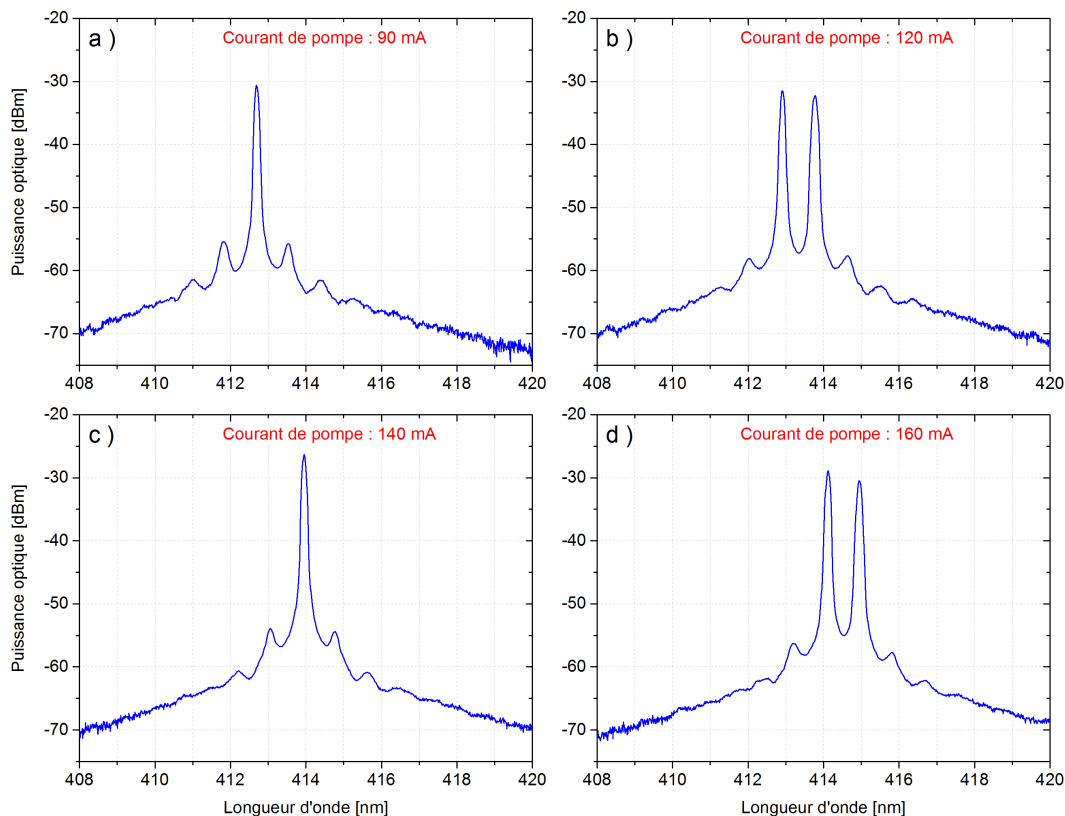 a )
Courant de pompe : 90 mA
Puissance optique [dBm]
-20
-30
-40
-50
-60
-70
408 410 412 414 416 418 420
b )
Courant de pompe : 120 mA
-20
-30
-40
-50
-60
-70
408 410 412 414 416 418 420
c )
Courant de pompe : 140 mA
Puissance optique [dBm]
-20
-30
-40
-50
-60
-70
408 410 412 414 416 418 420
Longueur d'onde [nm]
d )
Courant de pompe : 160 mA
-20
-30
-40
-50
-60
-70
408 410 412 414 416 418 420
Longueur d'onde [nm]